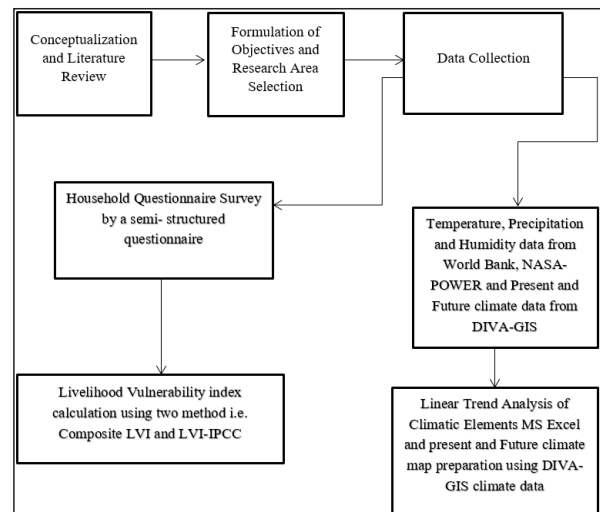 Conceptualization
and Literature
Review
Formulation of
Objectives and
Research Area
Selection
Data Collection
Household Questionnaire Survey
by a semi- structured
questionnaire
Temperature, Precipitation
and Humidity data from
World Bank, NASA-
POWER and Present and
Future climate data from
DIVA-GIS
Livelihood Vulnerability index
calculation using two method i.e.
Composite LVI and LVI-IPCC
Linear Trend Analysis of
Climatic Elements MS Excel
and present and Future climate
map preparation using DIVA-
GIS climate data